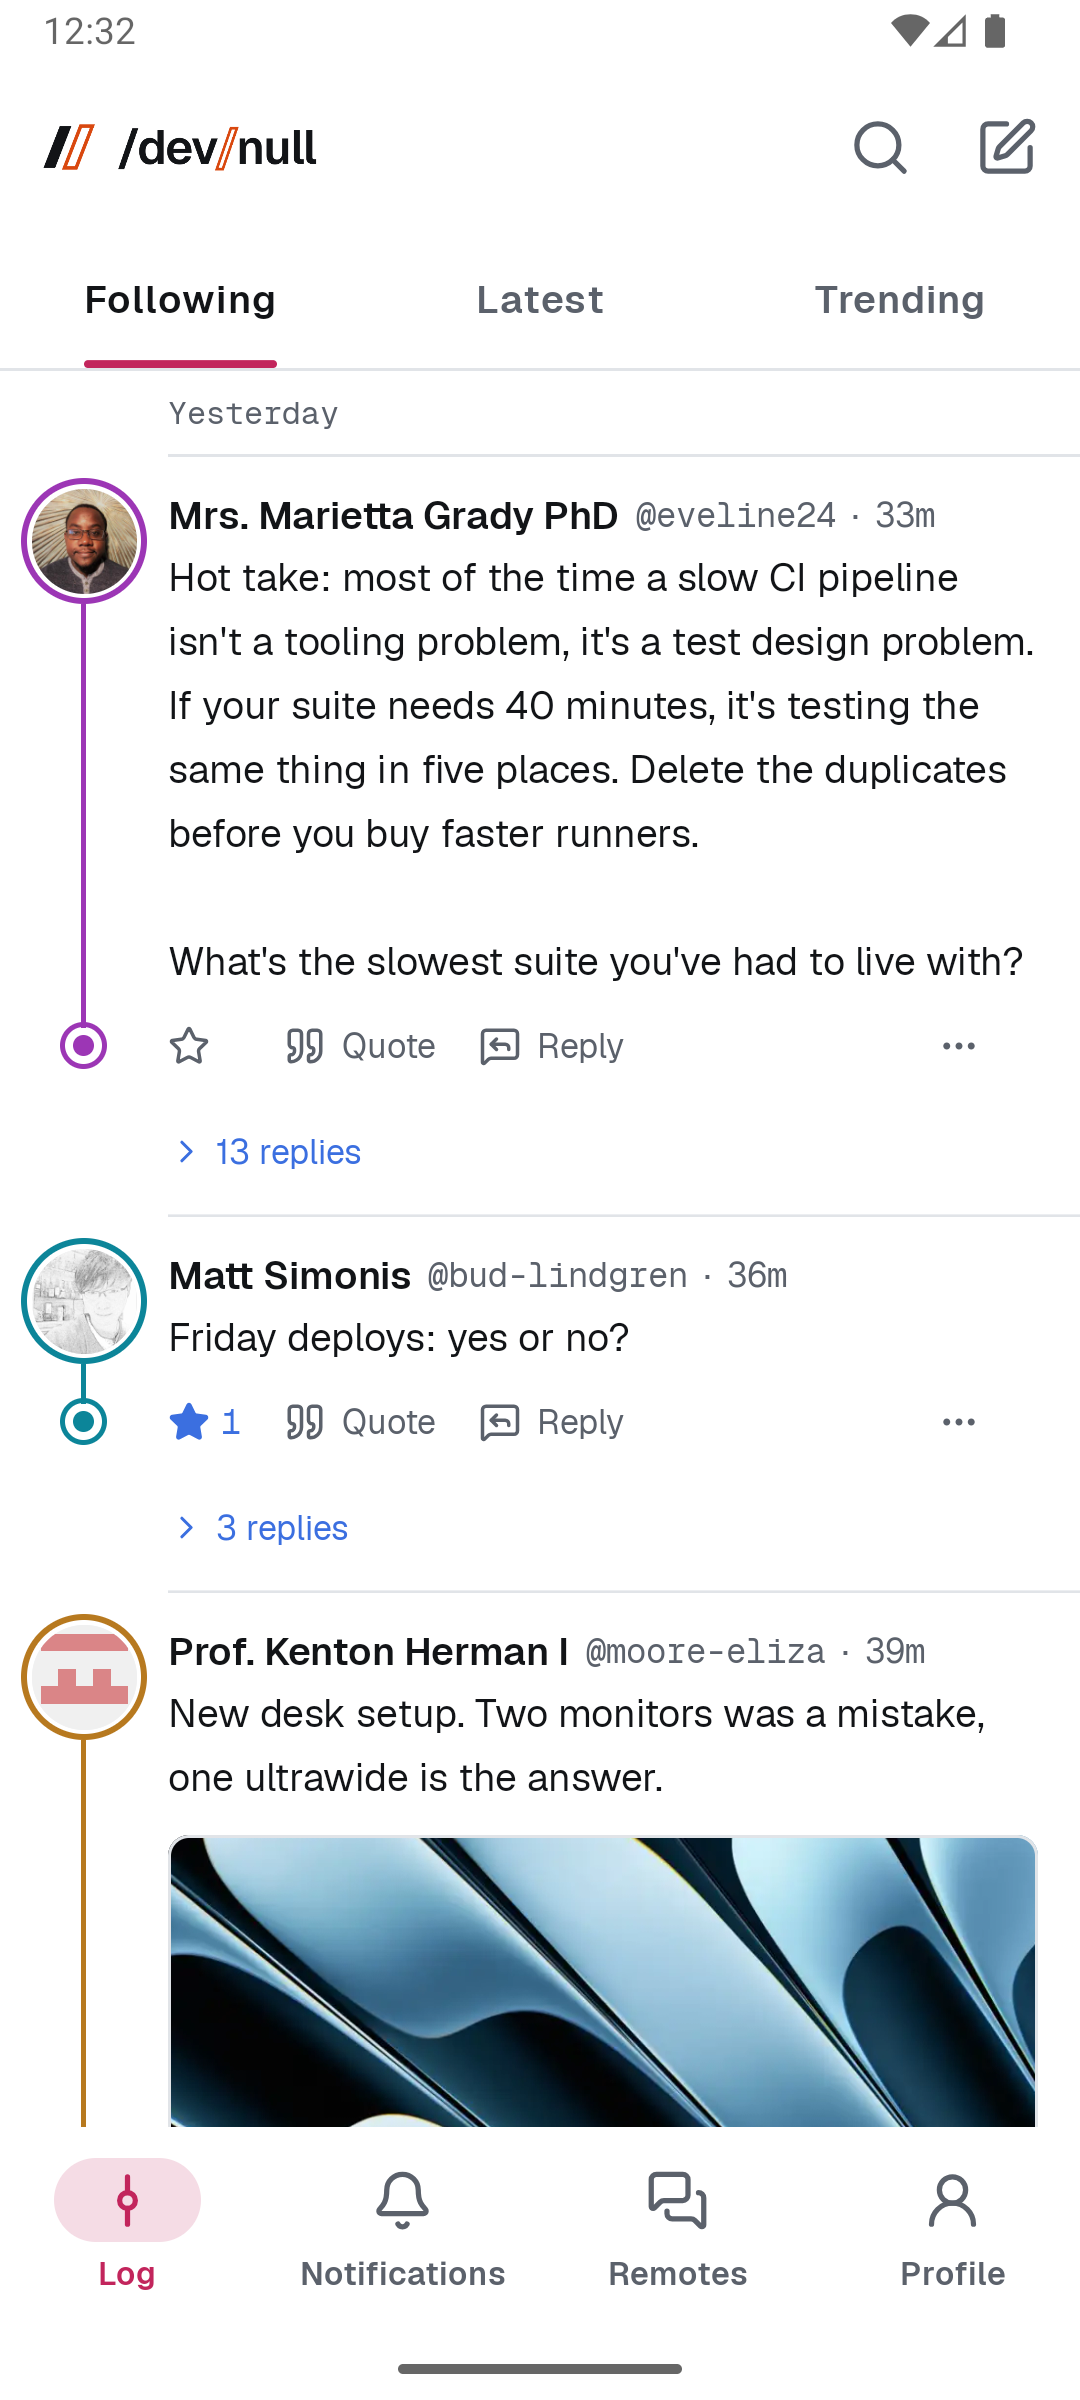 12:32
/dev/null
Following Latest Trending
Yesterday
Mrs. Marietta Grady PhD @eveline24 · 33m
Hot take: most of the time a slow CI pipeline
isn't a tooling problem, it's a test design problem.
If your suite needs 40 minutes, it's testing the
same thing in five places. Delete the duplicates
before you buy faster runners.
What's the slowest suite you've had to live with?
Quote Reply
13 replies
Matt Simonis @bud-lindgren · 36m
Friday deploys: yes or no?
1 Quote Reply
3 replies
Prof. Kenton Herman I @moore-eliza · 39m
New desk setup. Two monitors was a mistake,
one ultrawide is the answer.
Log Notifications Remotes Profile